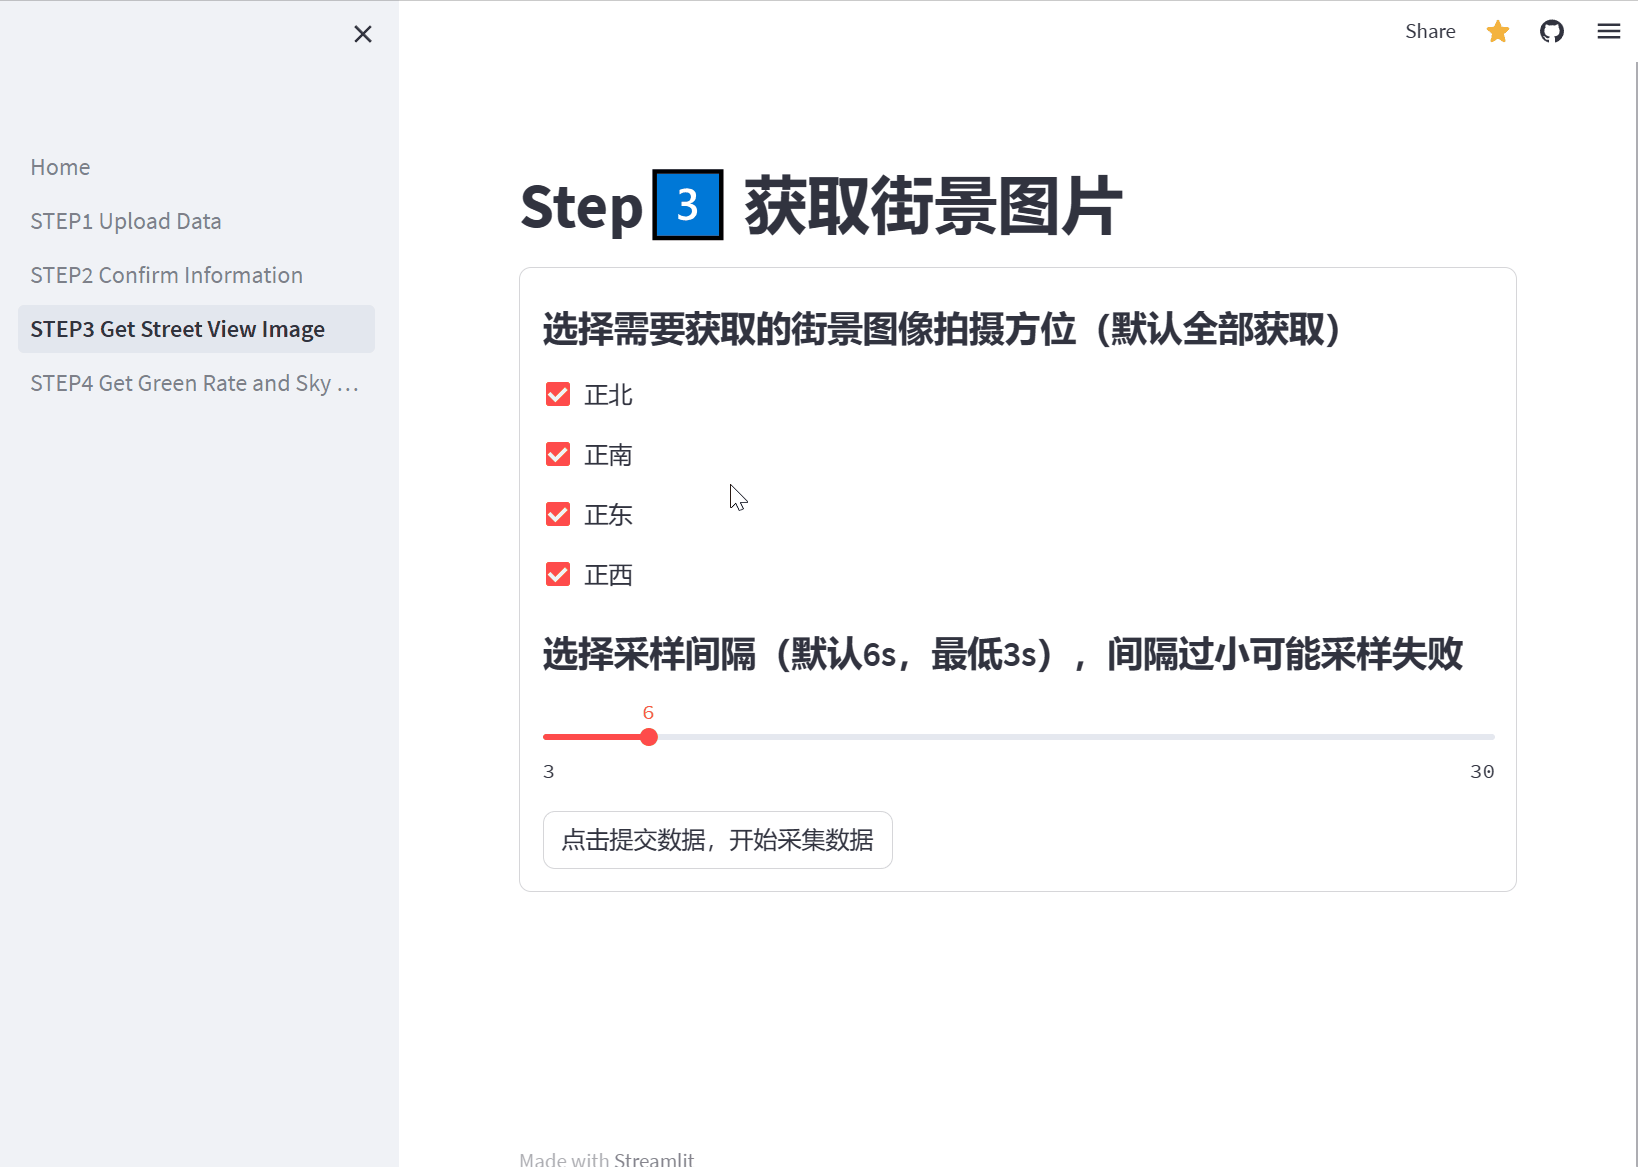 Share
Home
STEP1 Upload Data
STEP2 Confirm Information
STEP3 Get Street View Image
STEP4 Get Green Rate and Sky …
Step 3 获取街景图片
选择需要获取的街景图像拍摄方位（默认全部获取）
正北
正南
正东
正西
选择采样间隔（默认6s，最低3s），间隔过小可能采样失败
6
3
30
点击提交数据，开始采集数据
Made with Streamlit